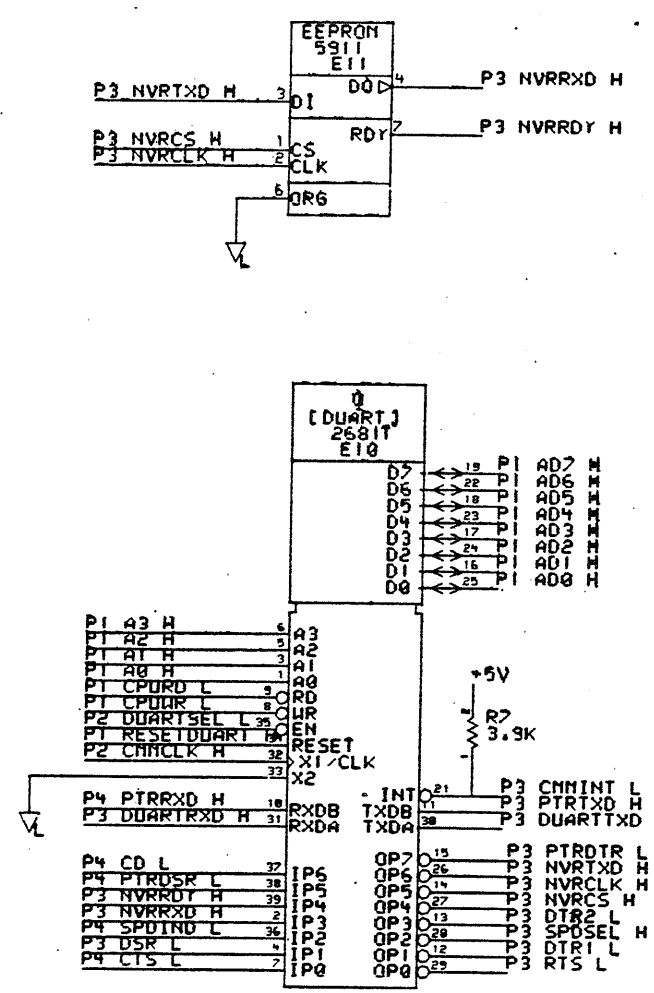 EEPROM
5911
E11
P3 NVRTXD H 3 DI
DO 4 P3 NVRRXD H
RDY 7 P3 NVRRDY H
P3 NVRCS H 1 CS
P3 NVRCLK H 2 CLK
6 ORG
L
[DUART]
2681T
E10
D7 19 P1 AD7 H
D6 22 P1 AD6 H
D5 18 P1 AD5 H
D4 23 P1 AD4 H
D3 17 P1 AD3 H
D2 24 P1 AD2 H
D1 16 P1 AD1 H
D0 25 P1 AD0 H
P1 A3 H 6 A3
P1 A2 H 5 A2
P1 A1 H 3 A1
P1 A0 H 1 A0
P1 CPURD L 9 RD
P1 CPUWR L 8 WR
P2 DUARTSEL L 35 EN
P1 RESETDUART RESET
P2 CMMCLK H 32 X1/CLK
33 X2
L
+5V
2 R7
3.9K
1
INT 21 P3 CMMINT L
P4 PTRRXD H 10 RXDB TXDB 11 P3 PTRTXD H
P3 DUARTRXD H 31 RXDA TXDA 30 P3 DUARTTXD
OP7 15 P3 PTRDTR L
P4 CD L 37 IP6 OP6 26 P3 NVRTXD H
P4 PTRDSR L 38 IP5 OP5 14 P3 NVRCLK H
P3 NVRRDY H 39 IP4 OP4 27 P3 NVRCS H
P3 NVRRXD H 2 IP3 OP3 13 P3 DTR2 L
P4 SPDIND L 36 IP2 OP2 28 P3 SPDSEL H
P3 DSR L 4 IP1 OP1 12 P3 DTR1 L
P4 CTS L 7 IP0 OP0 29 P3 RTS L